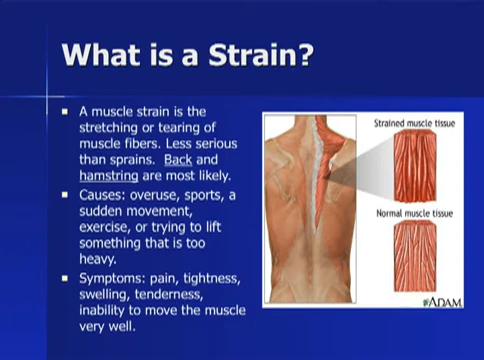 What is a Strain?
A muscle strain is the
stretching or tearing of
muscle fibers. Less serious
than sprains. Back and
hamstring are most likely.
Causes: overuse, sports, a
sudden movement,
exercise, or trying to lift
something that is too
heavy.
Symptoms: pain, tightness,
swelling, tenderness,
inability to move the muscle
very well.
Strained muscle tissue
Normal muscle tissue
ADAM